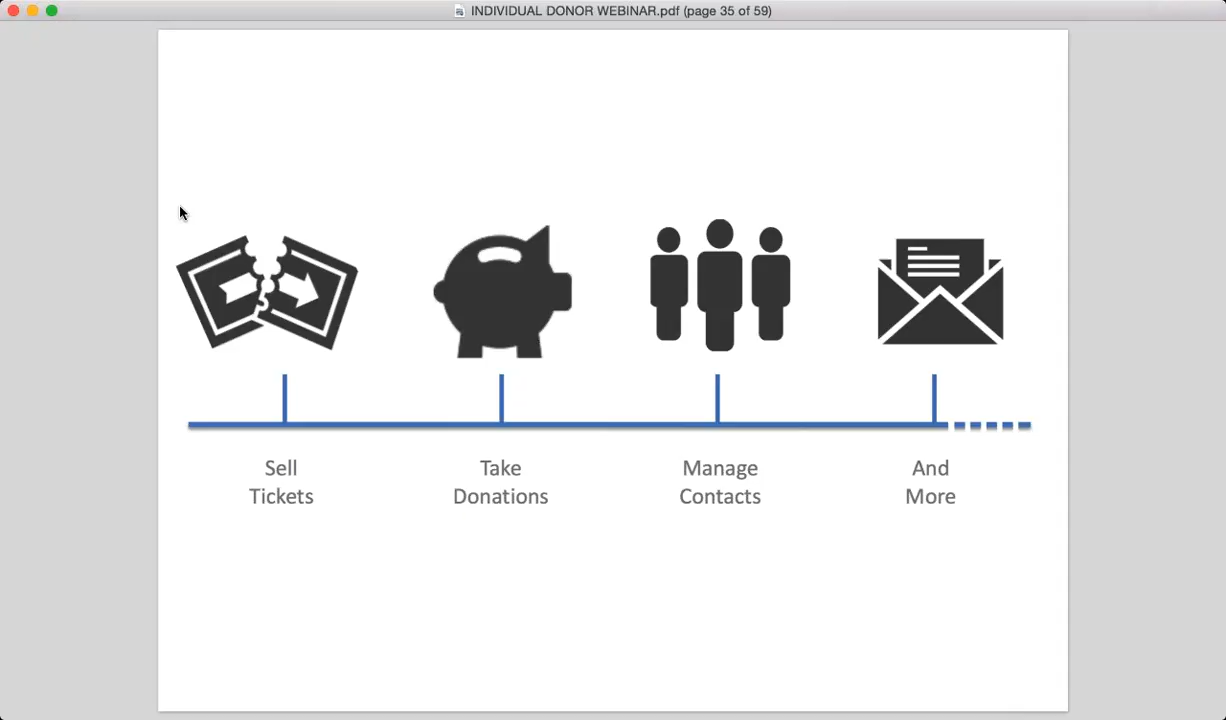 INDIVIDUAL DONOR WEBINAR.pdf (page 35 of 59)
Sell
Tickets
Take
Donations
Manage
Contacts
And
More